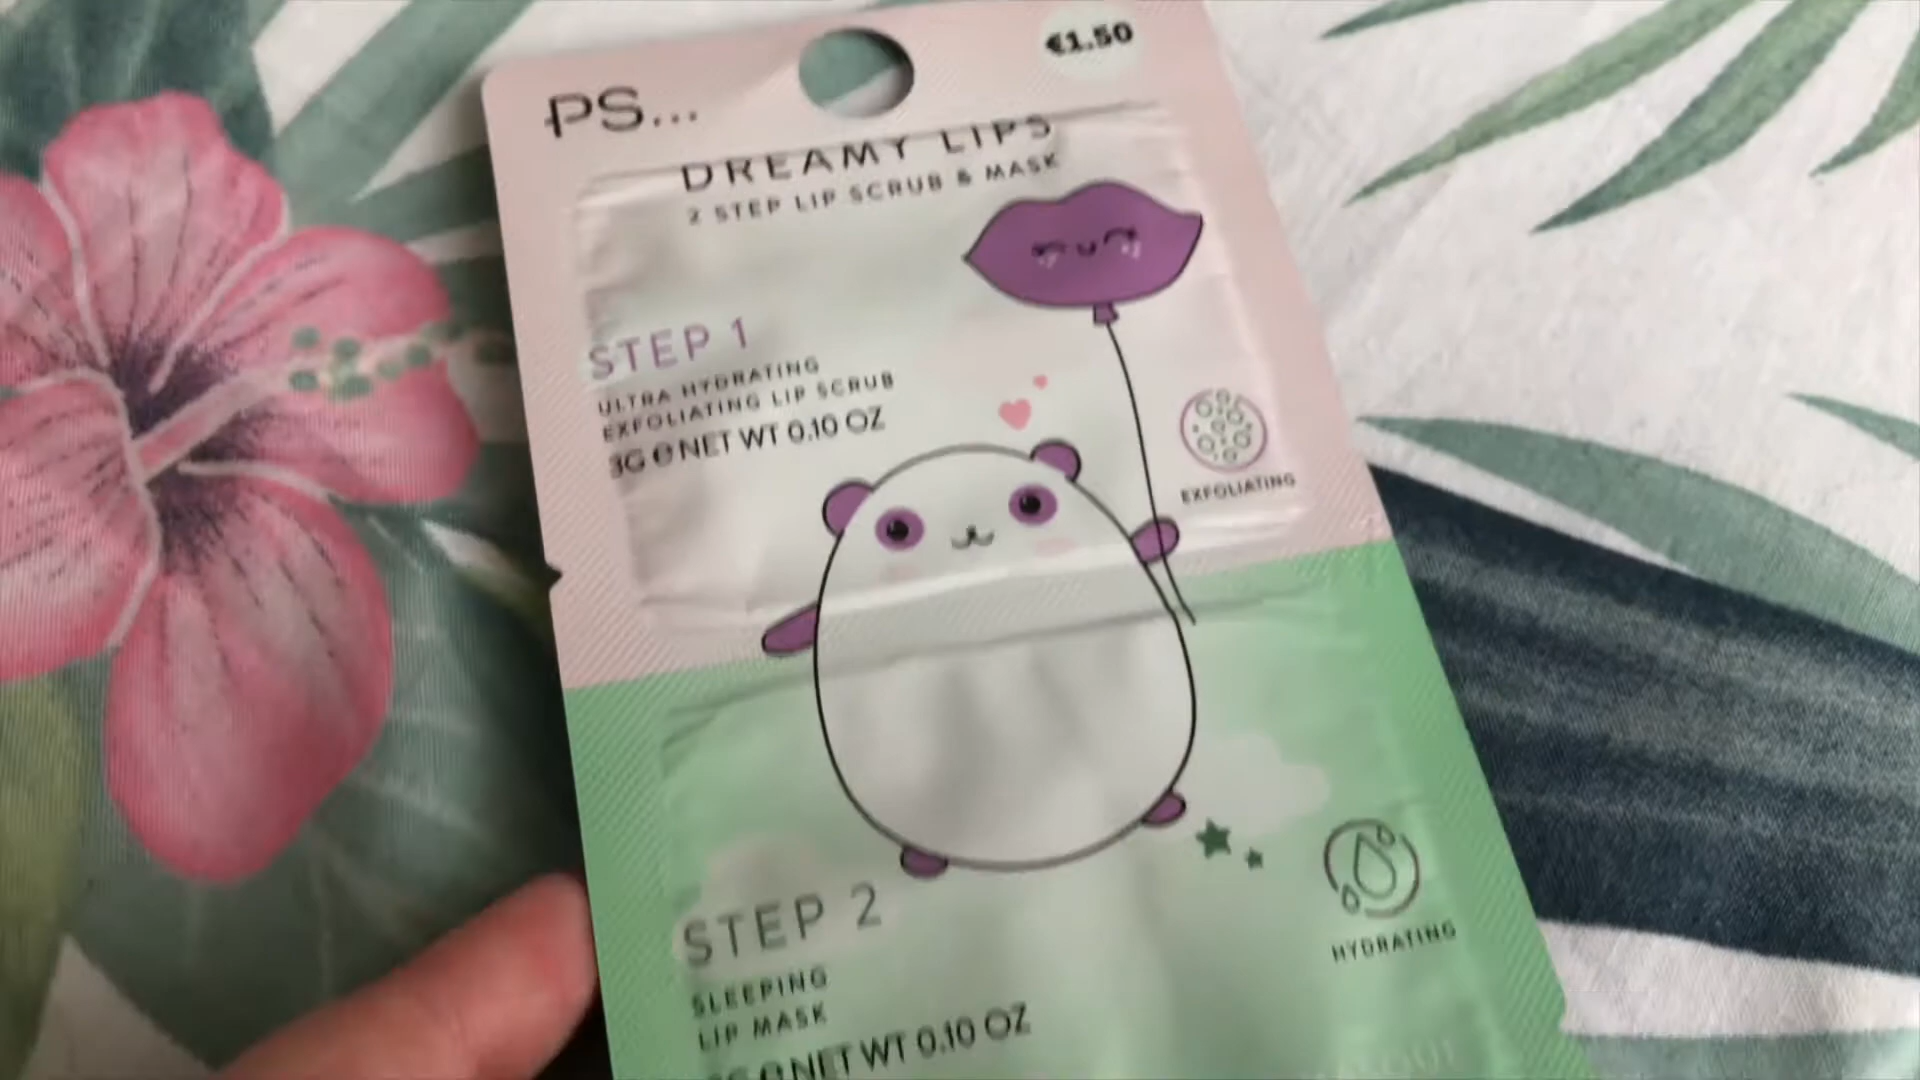 PS...
€1.50
DREAMY LIPS
2 STEP LIP SCRUB & MASK
STEP 1
ULTRA HYDRATING
EXFOLIATING LIP SCRUB
3G e NET WT 0.10 OZ
EXFOLIATING
STEP 2
SLEEPING
LIP MASK
3G e NET WT 0.10 OZ
HYDRATING